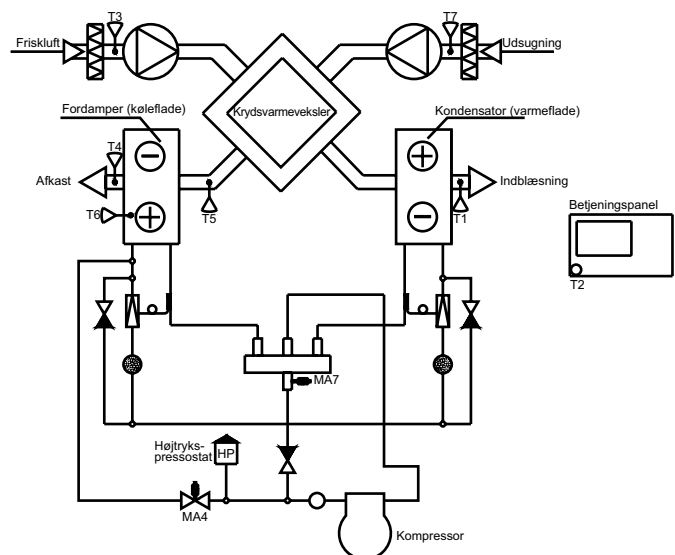 T3
T7
Friskluft
Udsugning
Krydsvarmeveksler
Fordamper (køleflade)
Kondensator (varmeflade)
T4
Afkast
Indblæsning
T6
T5
T1
Betjeningspanel
T2
MA7
Højtryks-
pressostat
HP
MA4
Kompressor